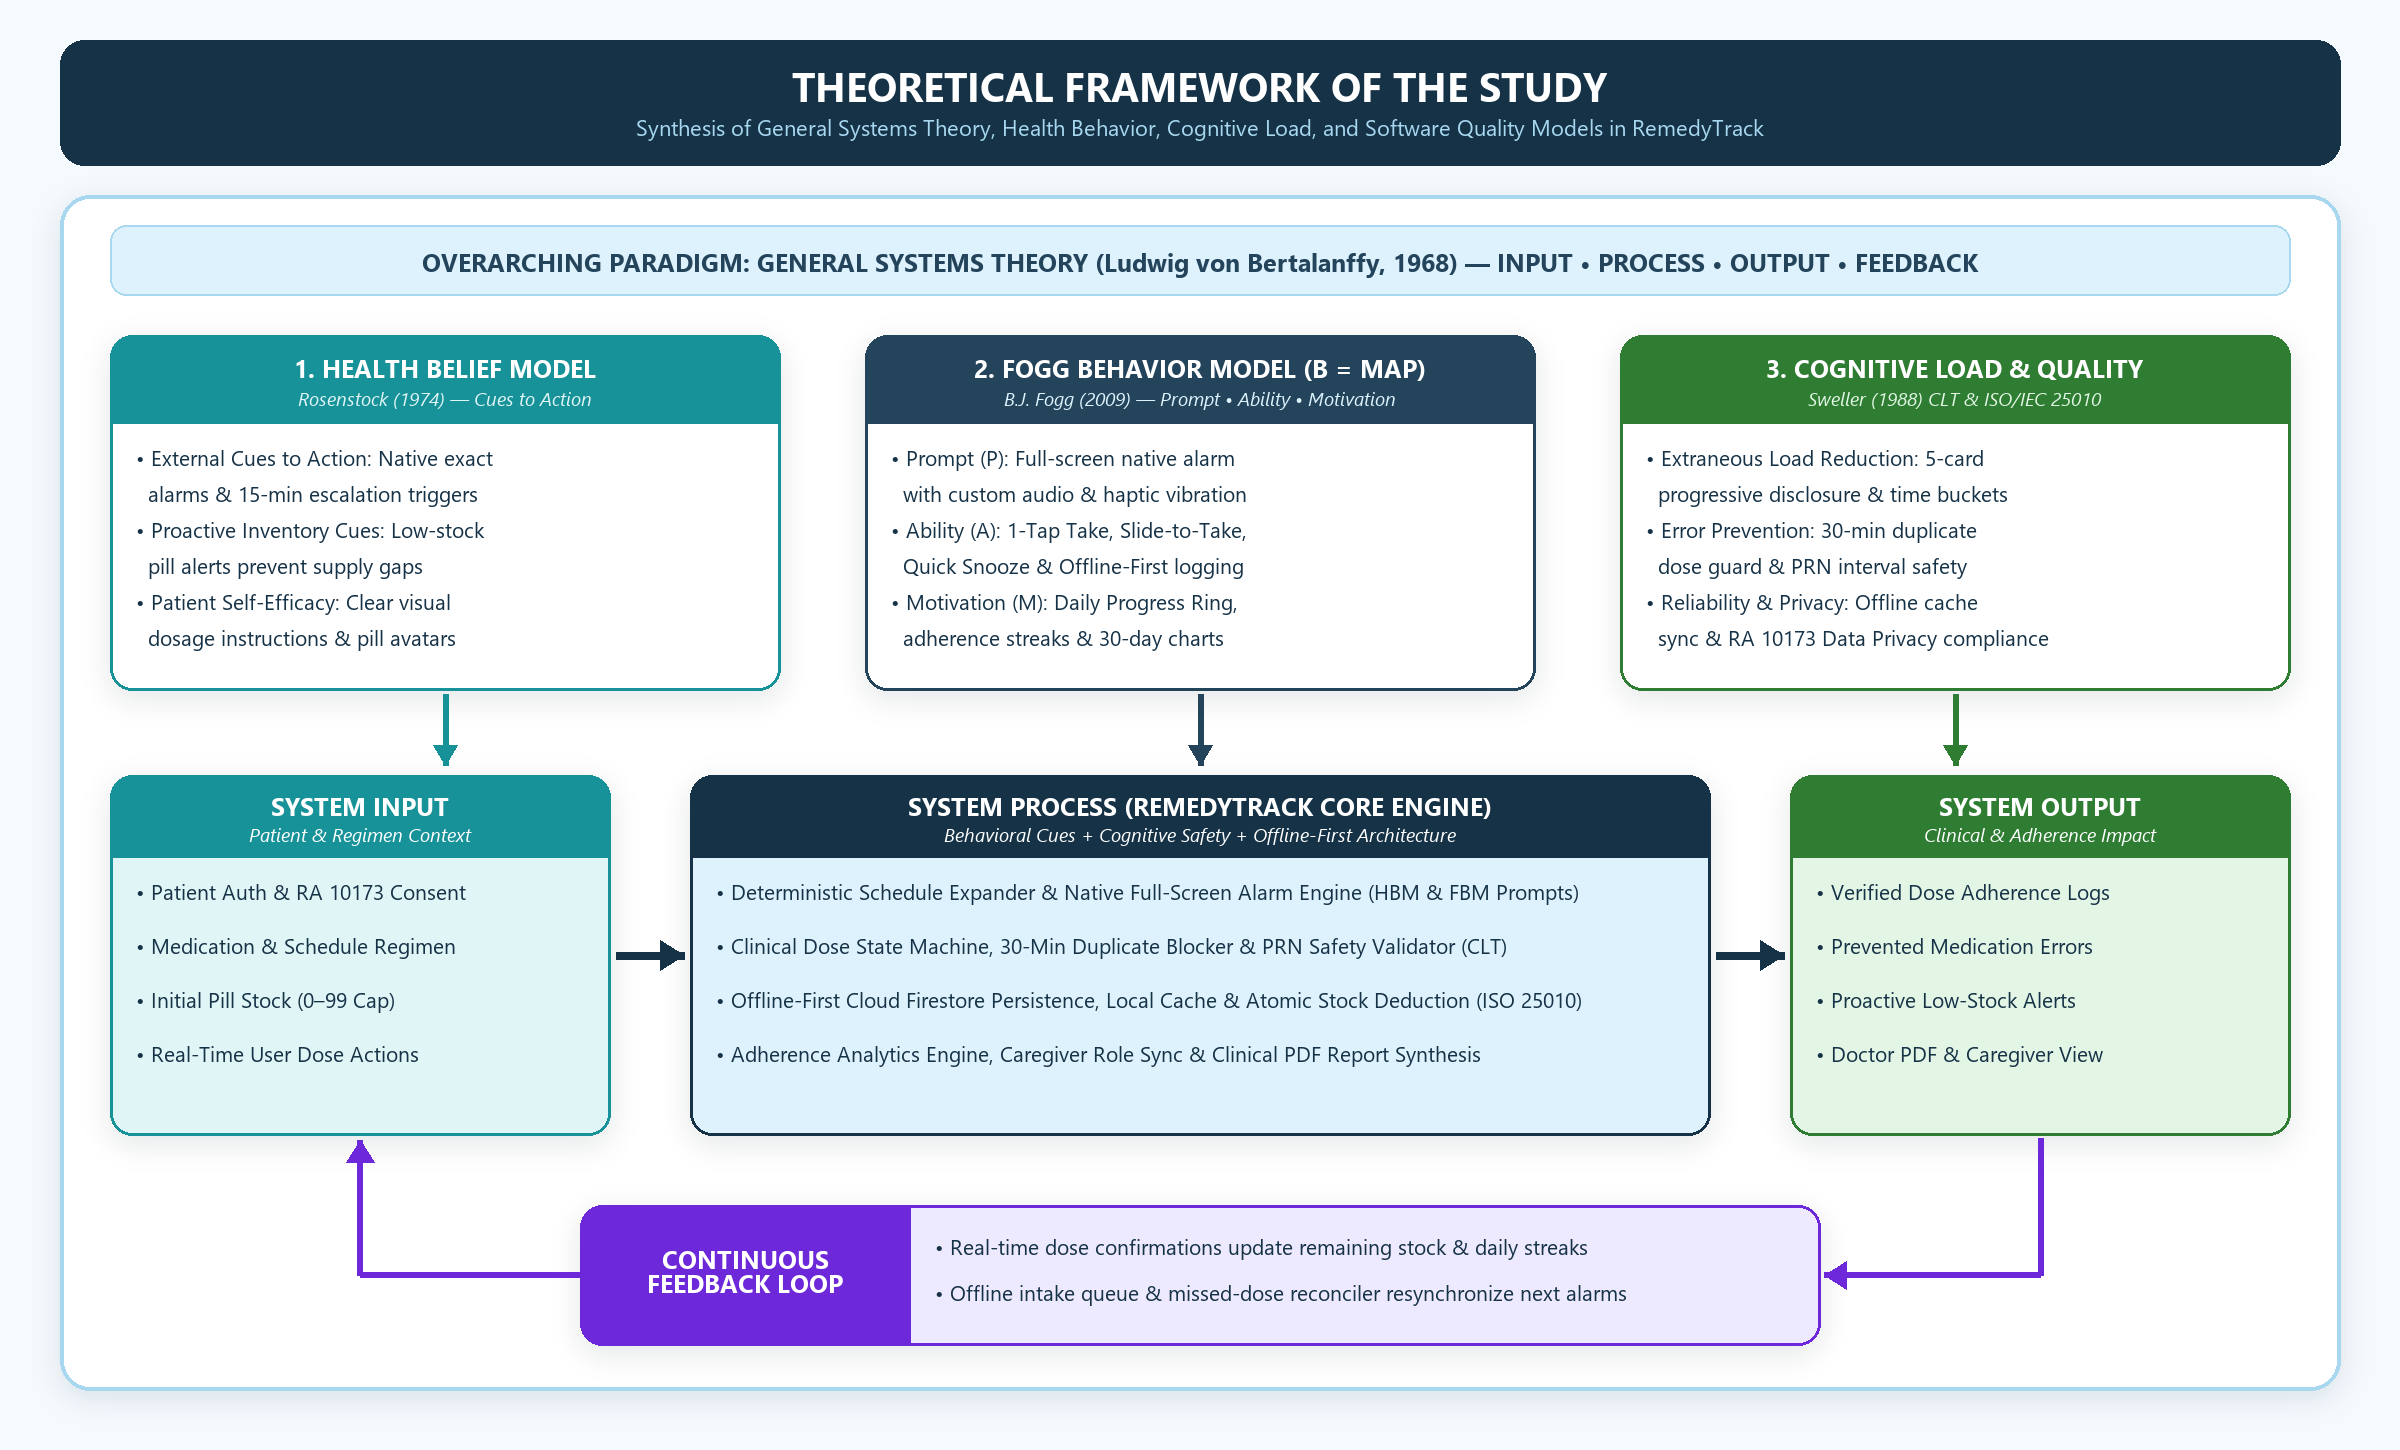 THEORETICAL FRAMEWORK OF THE STUDY
Synthesis of General Systems Theory, Health Behavior, Cognitive Load, and Software Quality Models in RemedyTrack
OVERARCHING PARADIGM: GENERAL SYSTEMS THEORY (Ludwig von Bertalanffy, 1968) — INPUT • PROCESS • OUTPUT • FEEDBACK
1. HEALTH BELIEF MODEL
Rosenstock (1974) — Cues to Action
• External Cues to Action: Native exact
alarms & 15-min escalation triggers
• Proactive Inventory Cues: Low-stock
pill alerts prevent supply gaps
• Patient Self-Efficacy: Clear visual
dosage instructions & pill avatars
2. FOGG BEHAVIOR MODEL (B = MAP)
B.J. Fogg (2009) — Prompt • Ability • Motivation
• Prompt (P): Full-screen native alarm
with custom audio & haptic vibration
• Ability (A): 1-Tap Take, Slide-to-Take,
Quick Snooze & Offline-First logging
• Motivation (M): Daily Progress Ring,
adherence streaks & 30-day charts
3. COGNITIVE LOAD & QUALITY
Sweller (1988) CLT & ISO/IEC 25010
• Extraneous Load Reduction: 5-card
progressive disclosure & time buckets
• Error Prevention: 30-min duplicate
dose guard & PRN interval safety
• Reliability & Privacy: Offline cache
sync & RA 10173 Data Privacy compliance
SYSTEM INPUT
Patient & Regimen Context
• Patient Auth & RA 10173 Consent
• Medication & Schedule Regimen
• Initial Pill Stock (0–99 Cap)
• Real-Time User Dose Actions
SYSTEM PROCESS (REMEDYTRACK CORE ENGINE)
Behavioral Cues + Cognitive Safety + Offline-First Architecture
• Deterministic Schedule Expander & Native Full-Screen Alarm Engine (HBM & FBM Prompts)
• Clinical Dose State Machine, 30-Min Duplicate Blocker & PRN Safety Validator (CLT)
• Offline-First Cloud Firestore Persistence, Local Cache & Atomic Stock Deduction (ISO 25010)
• Adherence Analytics Engine, Caregiver Role Sync & Clinical PDF Report Synthesis
SYSTEM OUTPUT
Clinical & Adherence Impact
• Verified Dose Adherence Logs
• Prevented Medication Errors
• Proactive Low-Stock Alerts
• Doctor PDF & Caregiver View
CONTINUOUS
FEEDBACK LOOP
• Real-time dose confirmations update remaining stock & daily streaks
• Offline intake queue & missed-dose reconciler resynchronize next alarms